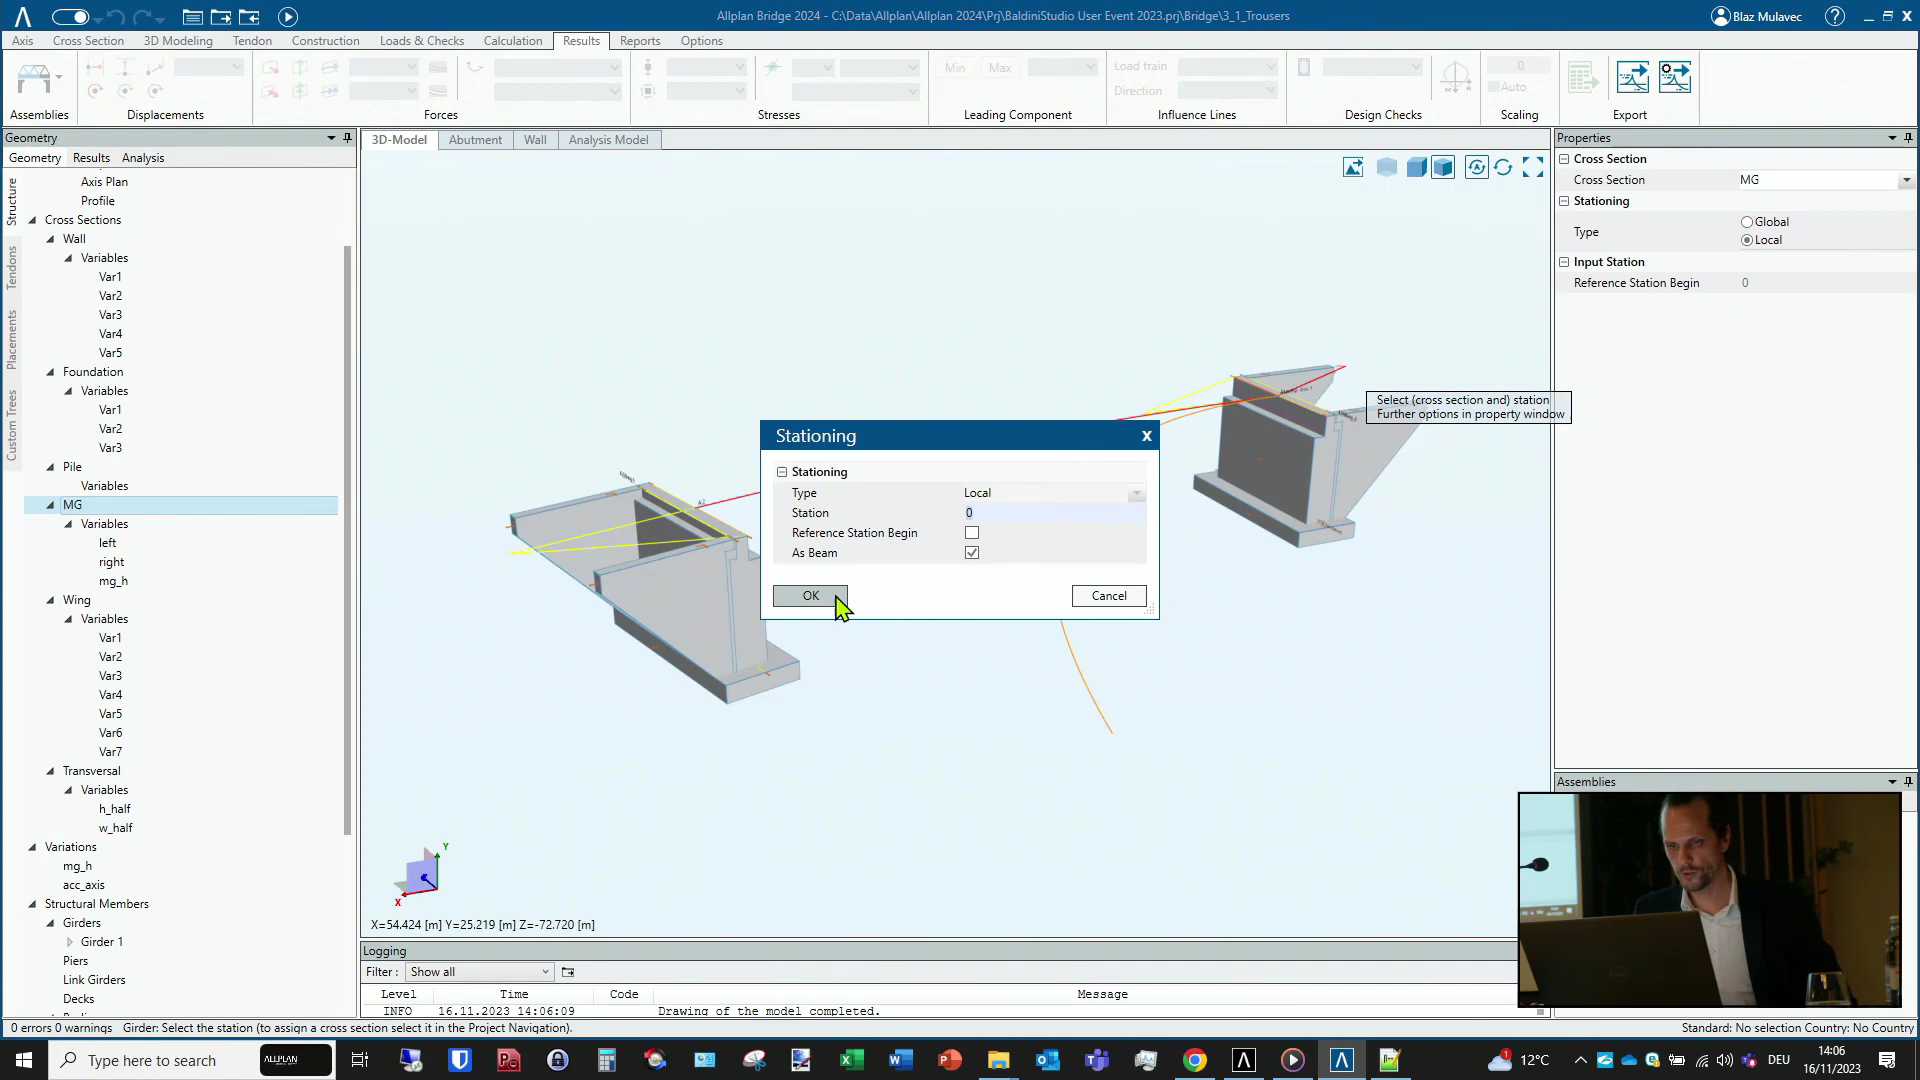 Allplan Bridge 2024 - C:\Data\Allplan\Allplan 2024\Prj\BaldiniStudio User Event 2023.prj\Bridge\3_1_Trousers
Blaz Mulavec
Axis
Cross Section
3D Modeling
Tendon
Construction
Loads & Checks
Calculation
Results
Reports
Options
Min
Max
Load train
Direction
0
Auto
Assemblies
Displacements
Forces
Stresses
Leading Component
Influence Lines
Design Checks
Scaling
Export
Geometry
Geometry
Results
Analysis
Structure
Tendons
Placements
Custom Trees
Axis Plan
Profile
Cross Sections
Wall
Variables
Var1
Var2
Var3
Var4
Var5
Foundation
Variables
Var1
Var2
Var3
Pile
Variables
MG
Variables
left
right
mg_h
Wing
Variables
Var1
Var2
Var3
Var4
Var5
Var6
Var7
Transversal
Variables
h_half
w_half
Variations
mg_h
acc_axis
Structural Members
Girders
Girder 1
Piers
Link Girders
Decks
3D-Model
Abutment
Wall
Analysis Model
Select (cross section and) station
Further options in property window
Stationing
Stationing
Type Local
Station 0
Reference Station Begin
As Beam
OK
Cancel
Y
X
X=54.424 [m] Y=25.219 [m] Z=-72.720 [m]
Logging
Filter : Show all
Level Time Code Message
INFO 16.11.2023 14:06:09 Drawing of the model completed.
Properties
Cross Section
Cross Section MG
Stationing
Type
Global
Local
Input Station
Reference Station Begin 0
Assemblies
0 errors 0 warnings Girder: Select the station (to assign a cross section select it in the Project Navigation).
Standard: No selection Country: No Country
Type here to search
ALLPLAN
12°C
DEU
14:06
16/11/2023